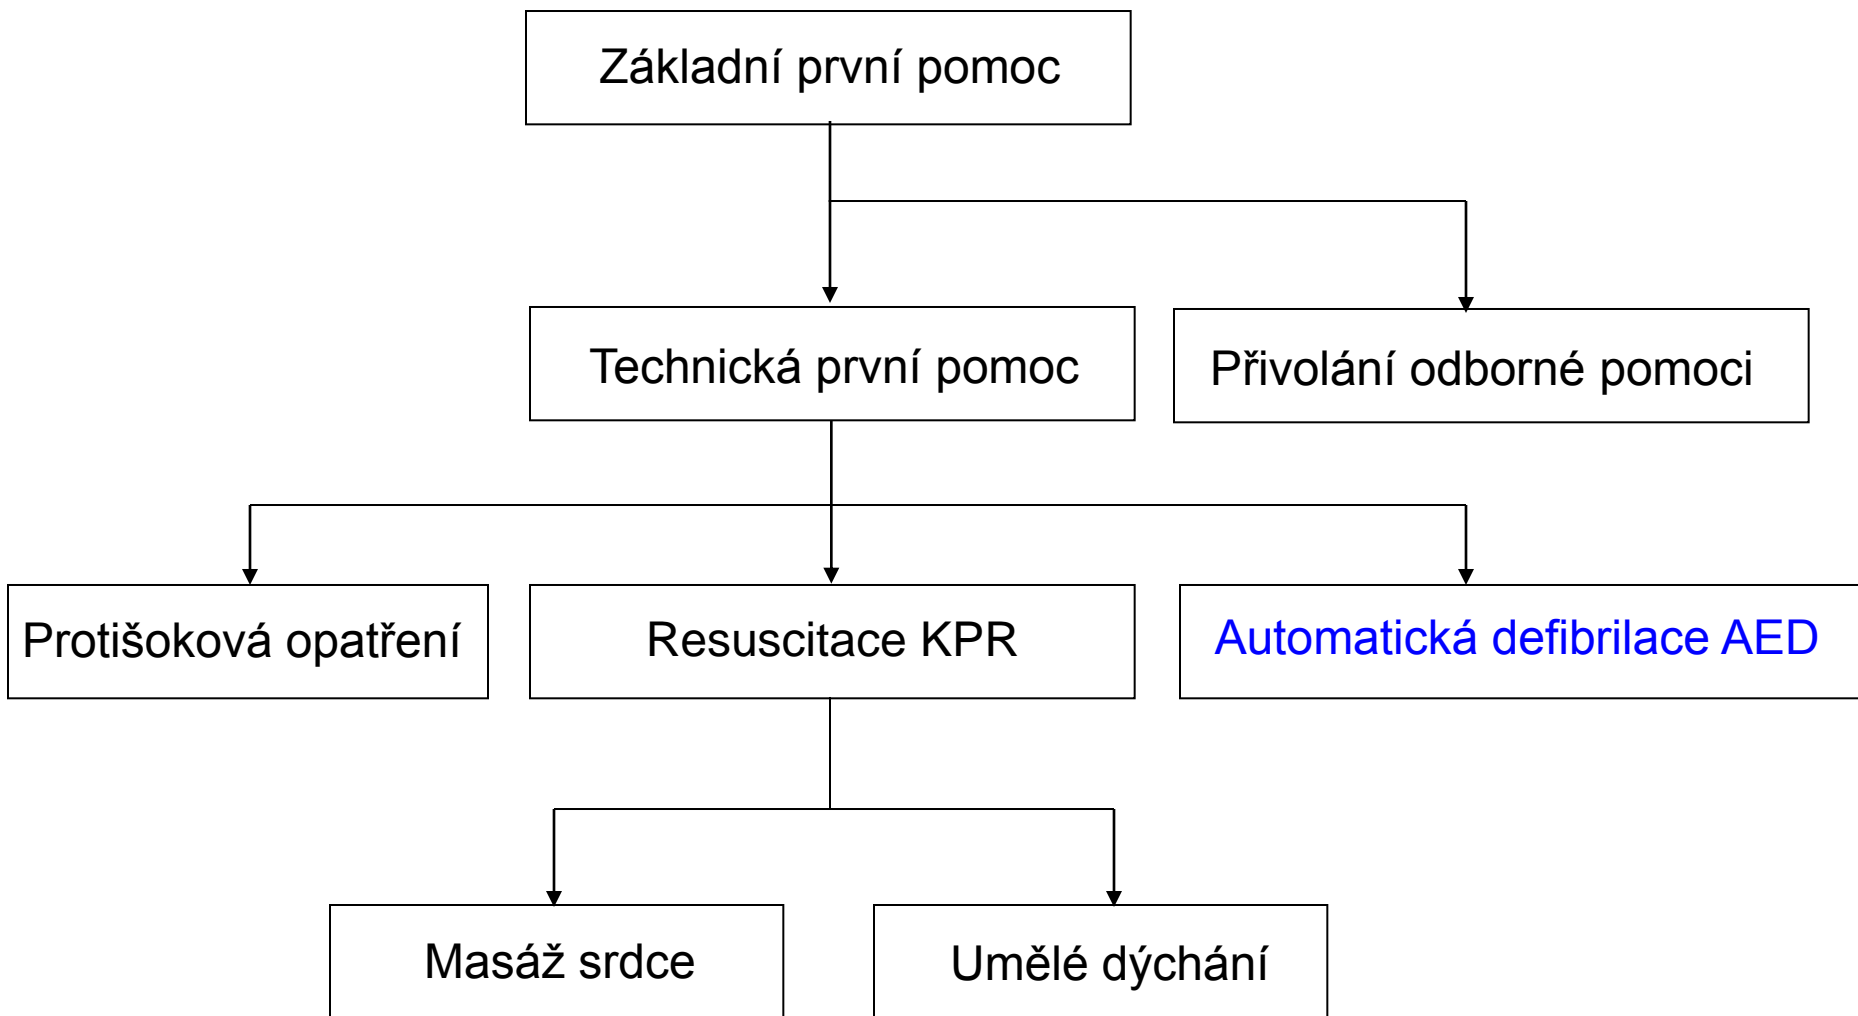 Základní první pomoc
Technická první pomoc
Přivolání odborné pomoci
Protišoková opatření
Resuscitace KPR
Automatická defibrilace AED
Masáž srdce
Umělé dýchání